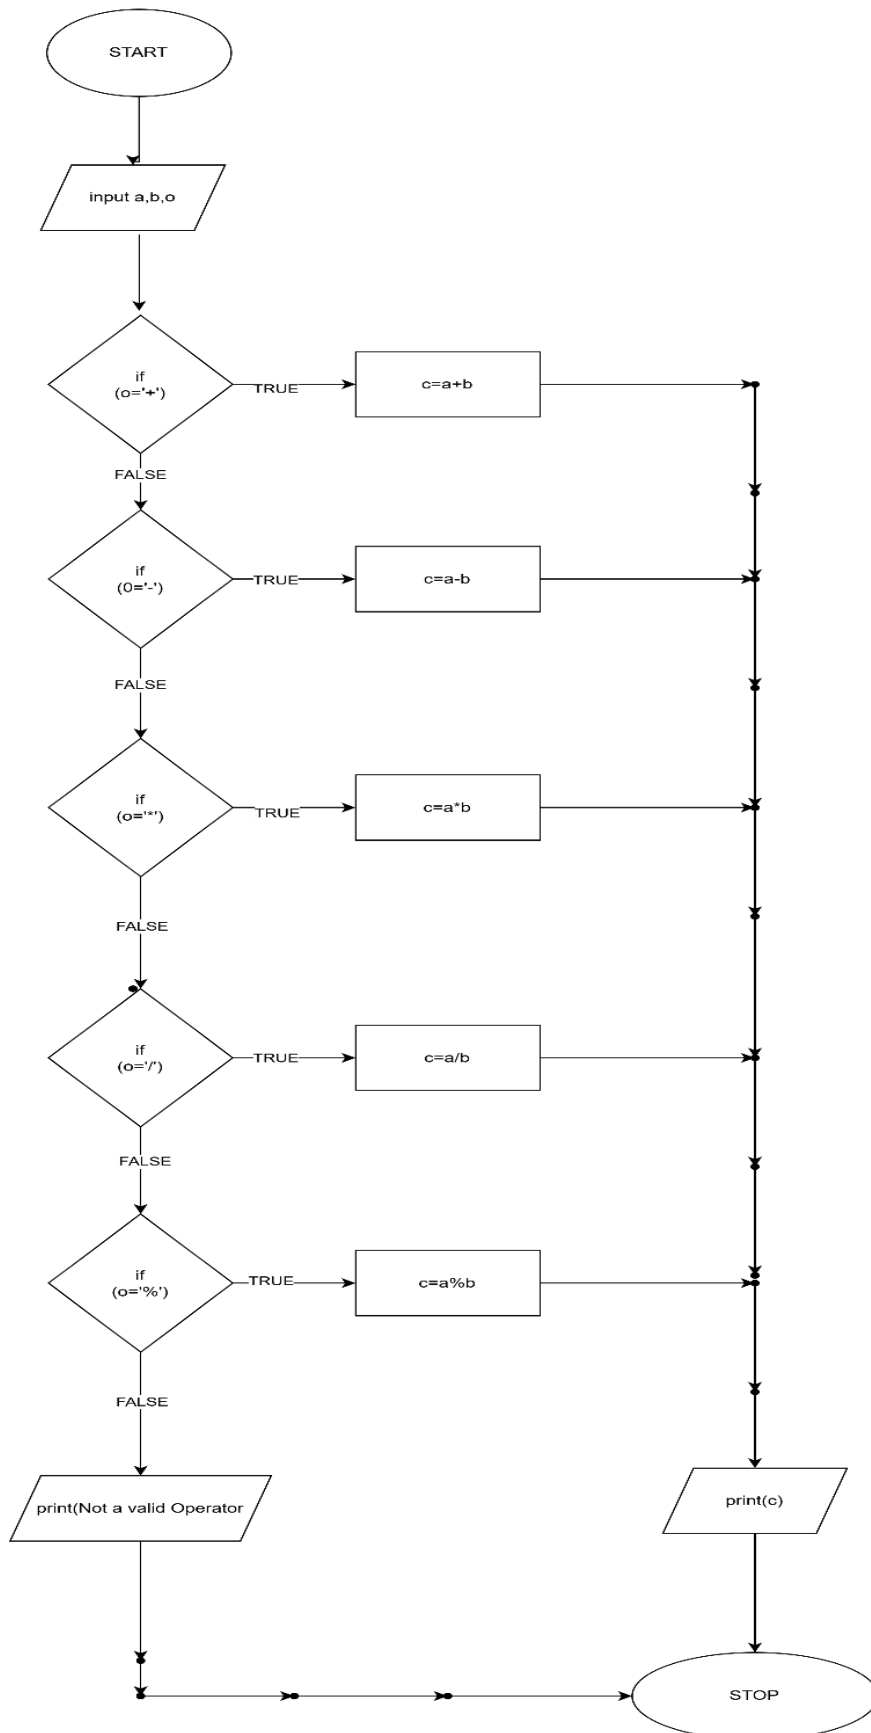 START
input a,b,o
if
(o='+')
TRUE
c=a+b
FALSE
if
(0='-')
TRUE
c=a-b
FALSE
if
(o='*')
TRUE
c=a*b
FALSE
if
(o='/')
TRUE
c=a/b
FALSE
if
(o='%')
TRUE
c=a%b
FALSE
print(Not a valid Operator
print(c)
STOP